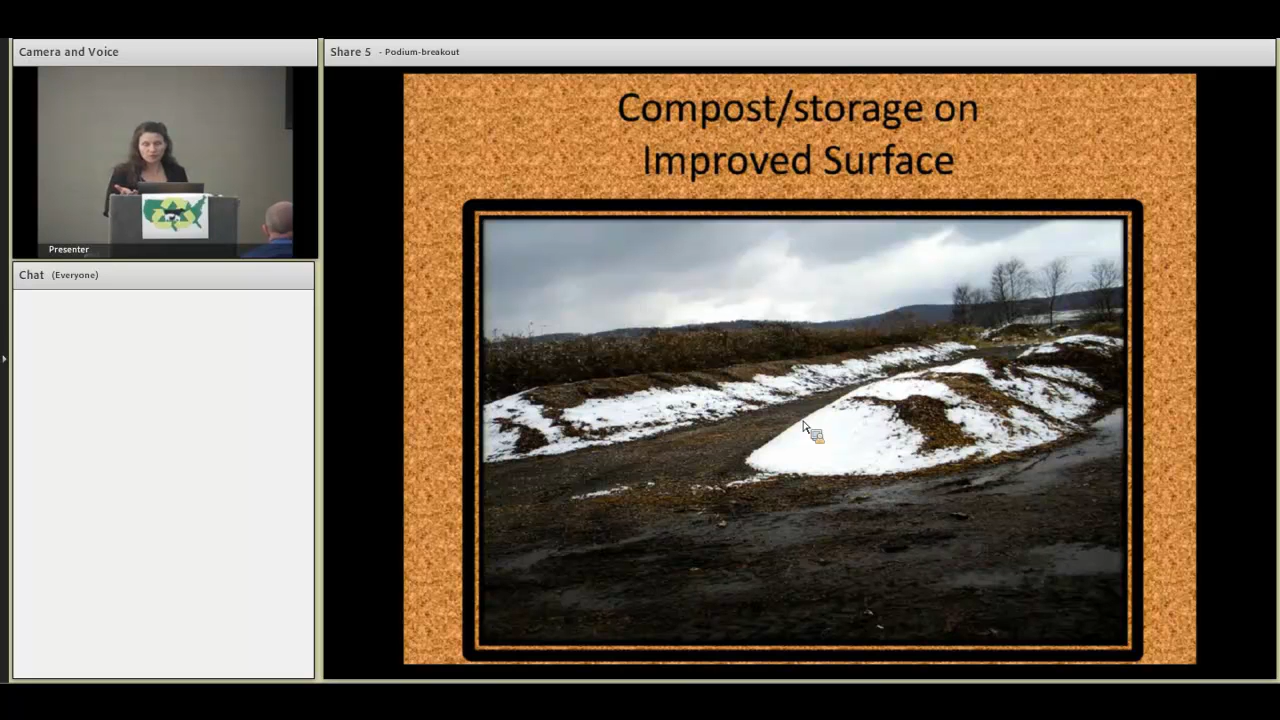 Camera and Voice
Share 5 - Podium-breakout
Presenter
Chat (Everyone)
Compost/storage on
Improved Surface